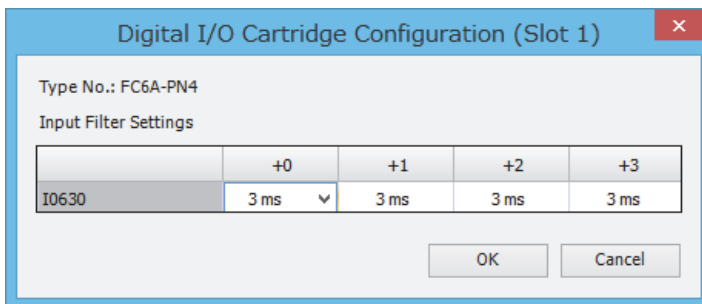 Digital I/O Cartridge Configuration (Slot 1)
Type No.: FC6A-PN4
Input Filter Settings
+0 +1 +2 +3
I0630 3 ms 3 ms 3 ms 3 ms
OK Cancel